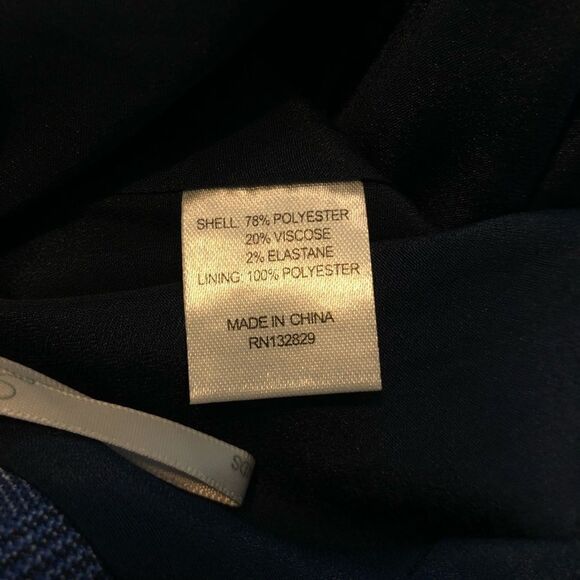 SHELL: 78% POLYESTER
20% VISCOSE
2% ELASTANE
LINING: 100% POLYESTER
MADE IN CHINA
RN132829